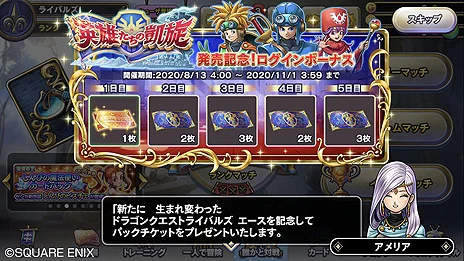 ライバルズ
スキップ
英雄たちの凱旋
発売記念!ログインボーナス
開催期間:2020/8/13 4:00 ~ 2020/11/1 3:59 まで
1日目 2日目 3日目 4日目 5日目
1枚 2枚 3枚 2枚 3枚
ランクマッチ
「新たに 生まれ変わった
ドラゴンクエストライバルズ エースを記念して
パックチケットをプレゼントいたします。
アメリア
トレーニング 一人で冒険 誰かと対戦
©SQUARE ENIX